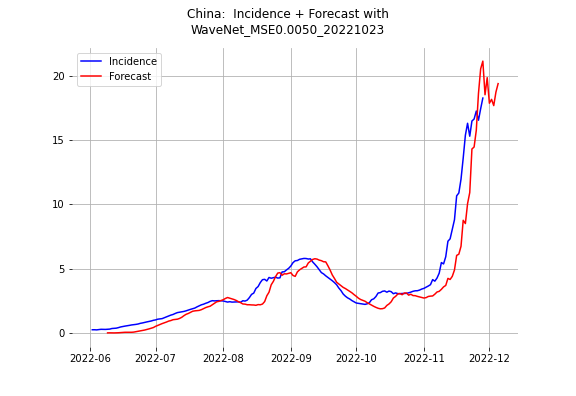 China:  Incidence + Forecast with
WaveNet_MSE0.0050_20221023
Incidence
Forecast
20
15
10
5
0
2022-06 2022-07 2022-08 2022-09 2022-10 2022-11 2022-12